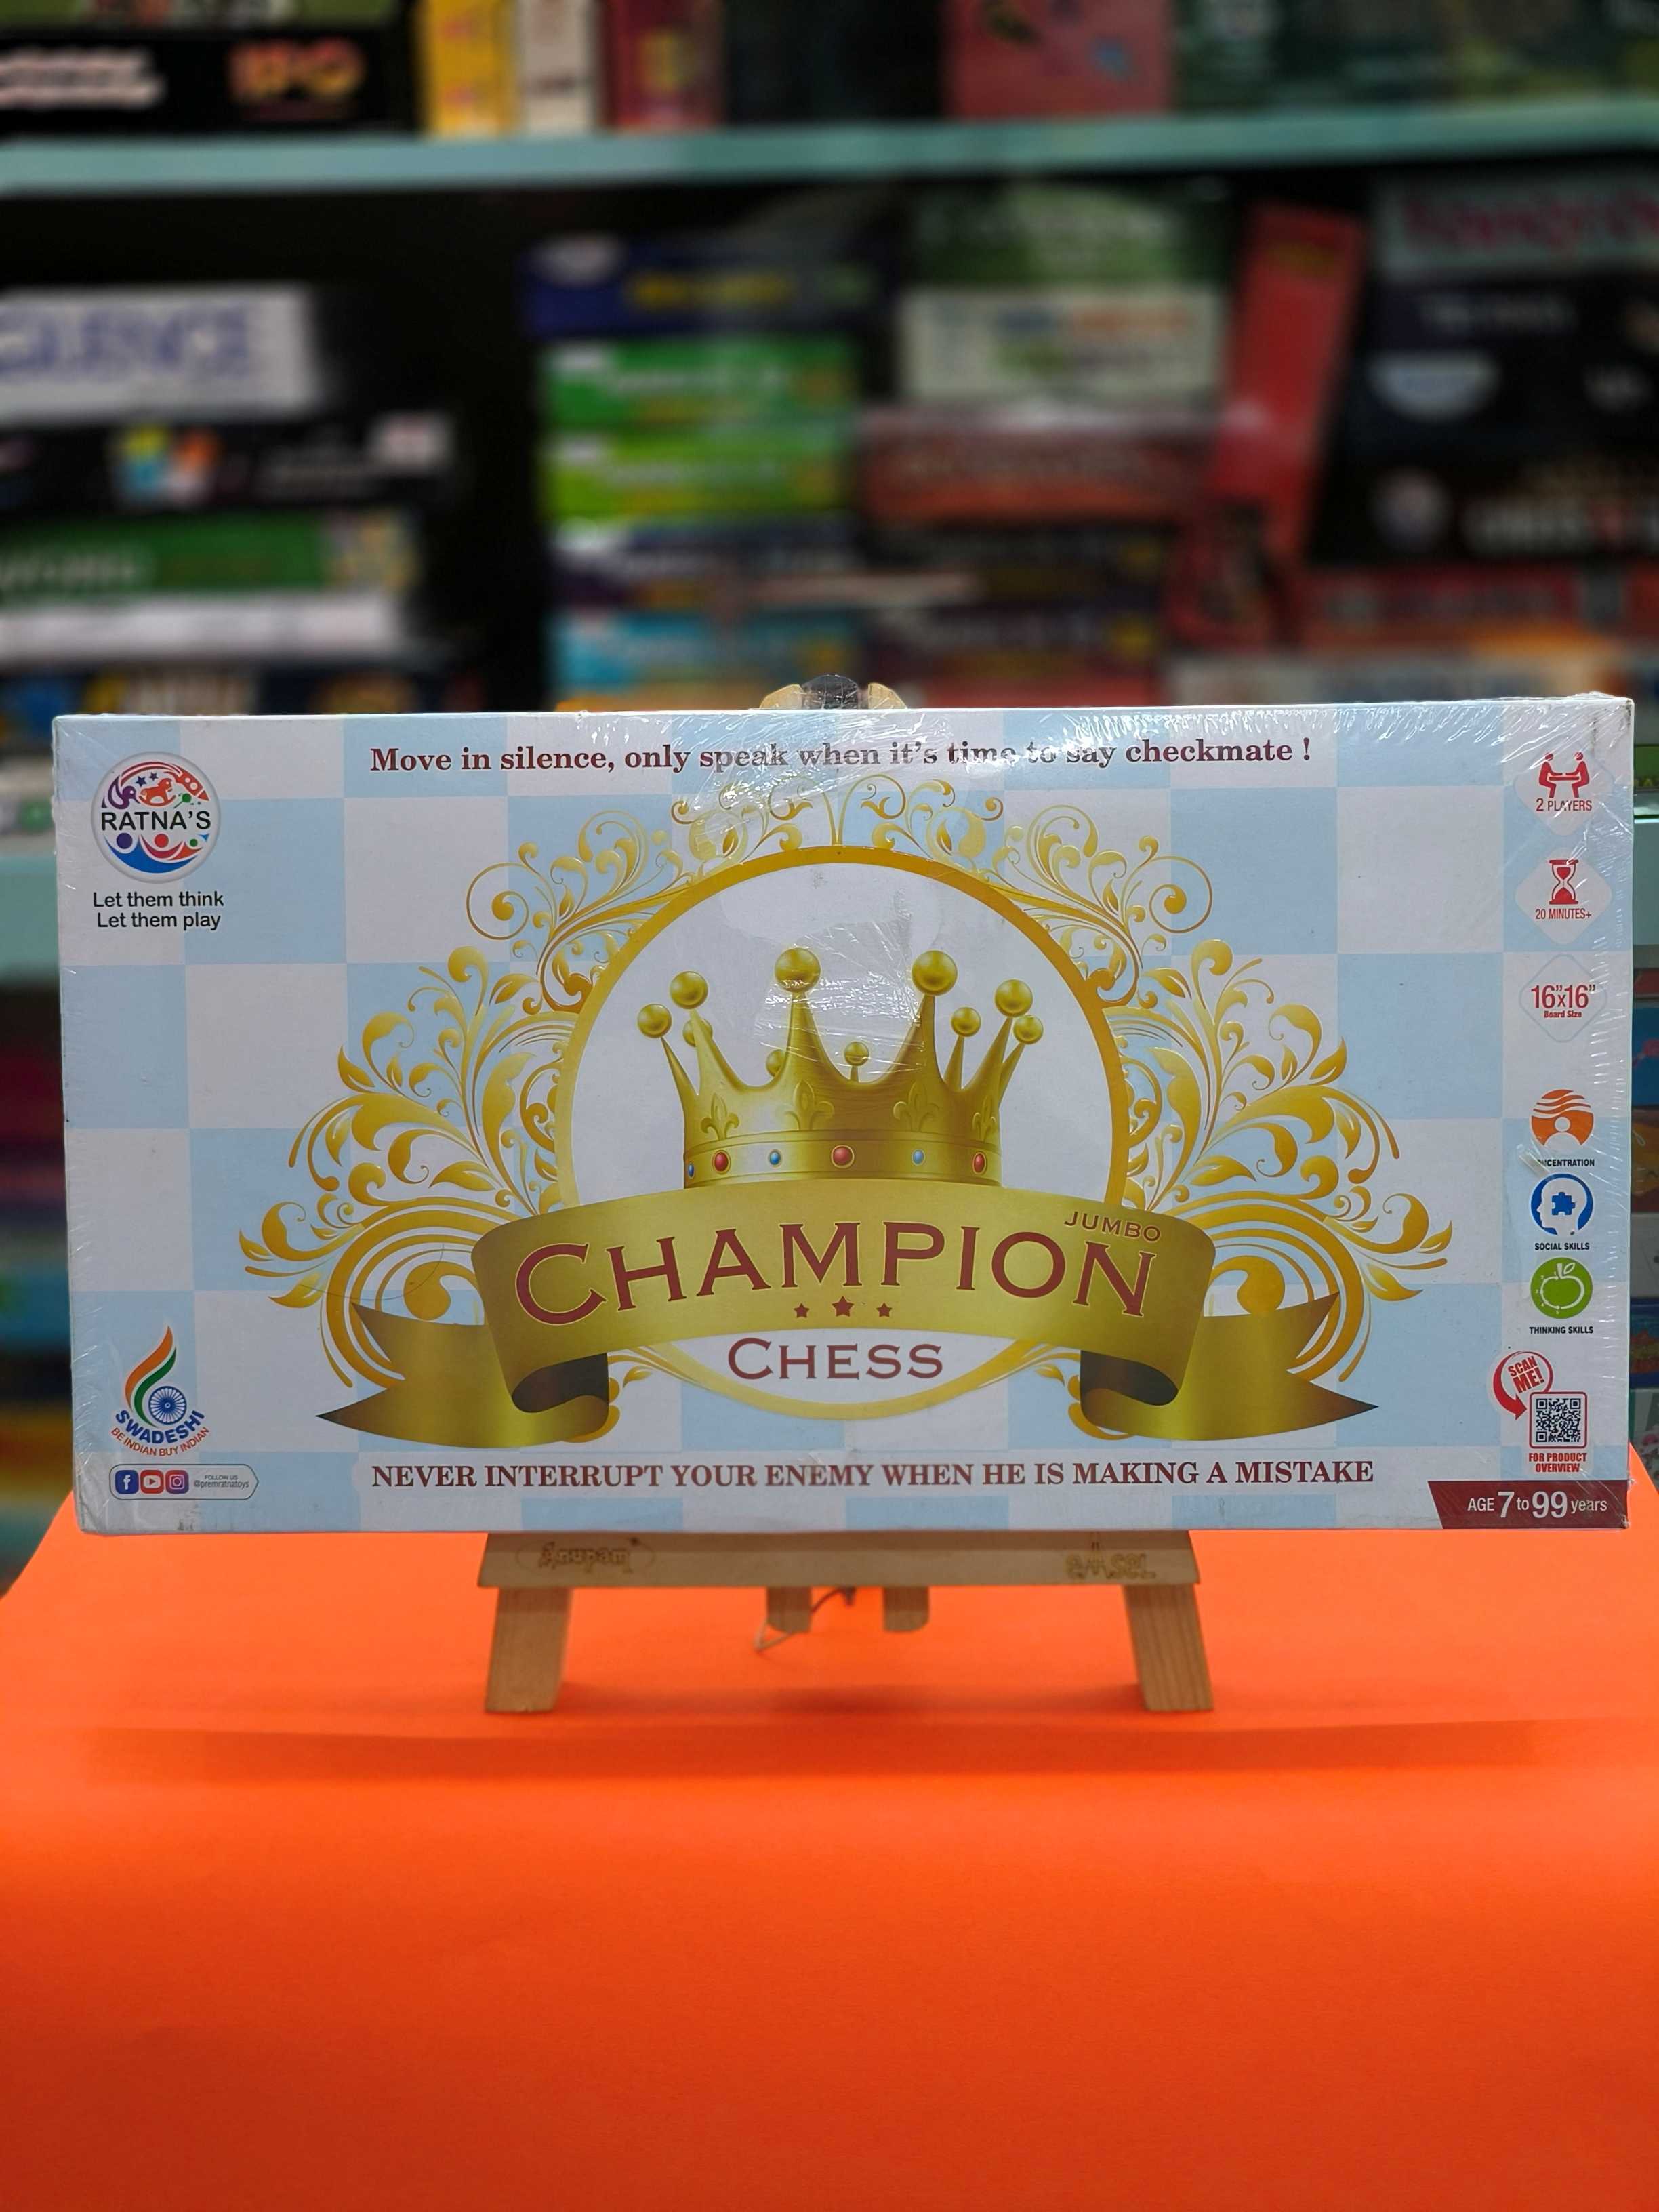 Move in silence, only speak when it's time to say checkmate !
RATNA'S
Let them think
Let them play
2 PLAYERS
20 MINUTES+
16"x16"
Board Size
JUMBO
CHAMPION
CHESS
NCENTRATION
SOCIAL SKILLS
THINKING SKILLS
SCAN
ME!
FOR PRODUCT
OVERVIEW
SWADESHI
BE INDIAN BUY INDIAN
FOLLOW US
@premratnatoys
NEVER INTERRUPT YOUR ENEMY WHEN HE IS MAKING A MISTAKE
AGE 7 to 99 years
Anupam